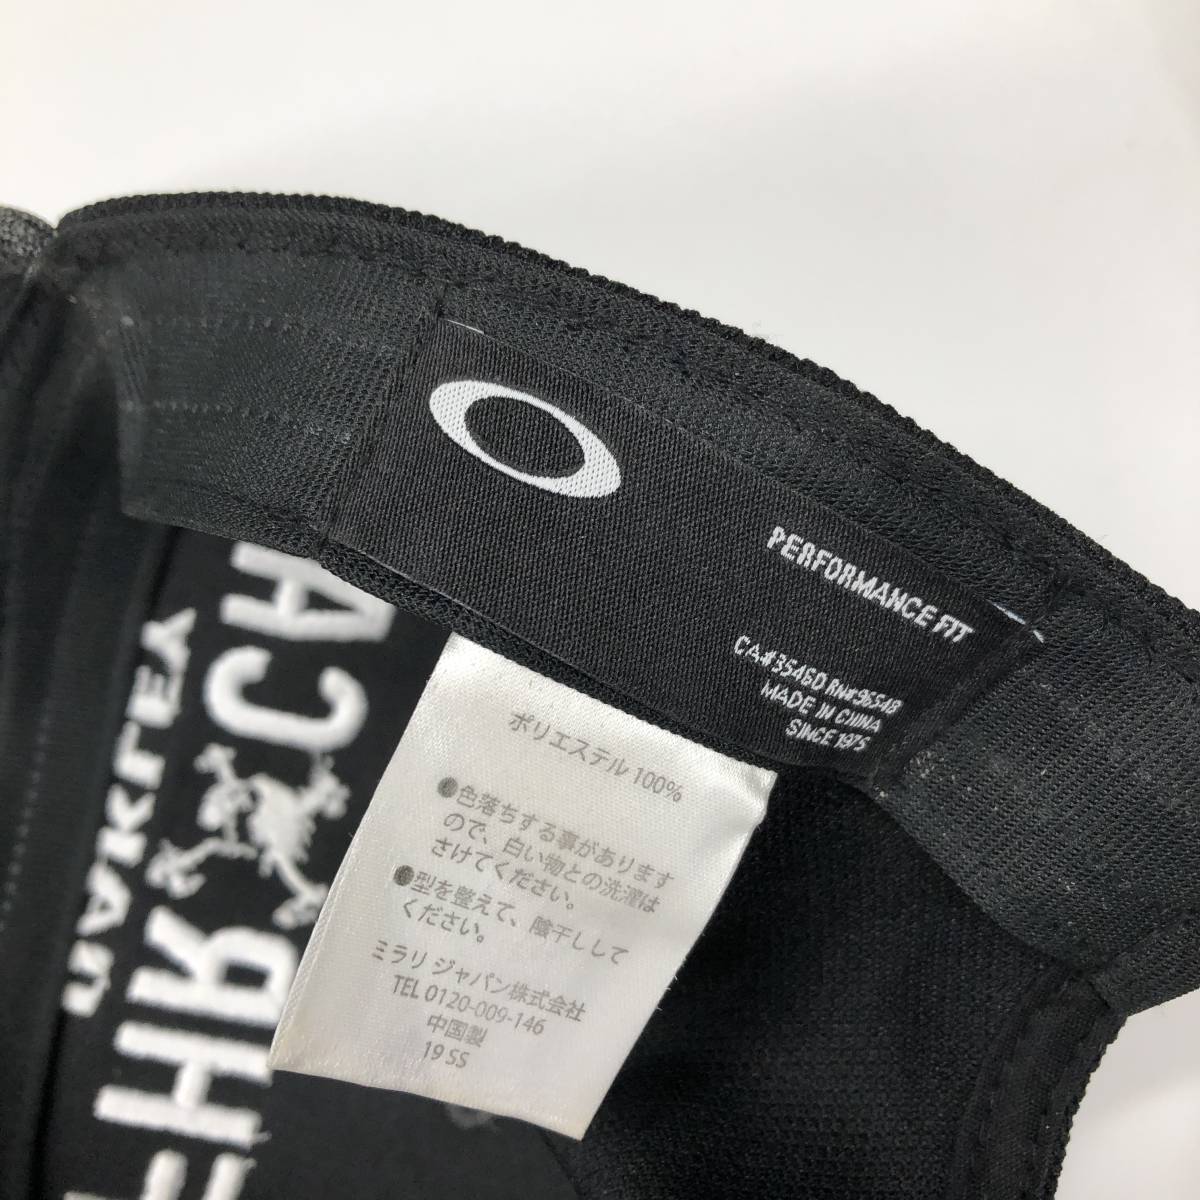 PERFORMANCE FIT
CA#35460 RN#96548
MADE IN CHINA
SINCE 1975
ポリエステル 100%
●色落ちする事があります
ので、白い物との洗濯は
さけてください。
●型を整えて、陰干しして
ください。
ミラリ ジャパン株式会社
TEL 0120-009-146
中国製
19 SS
OAKLEY